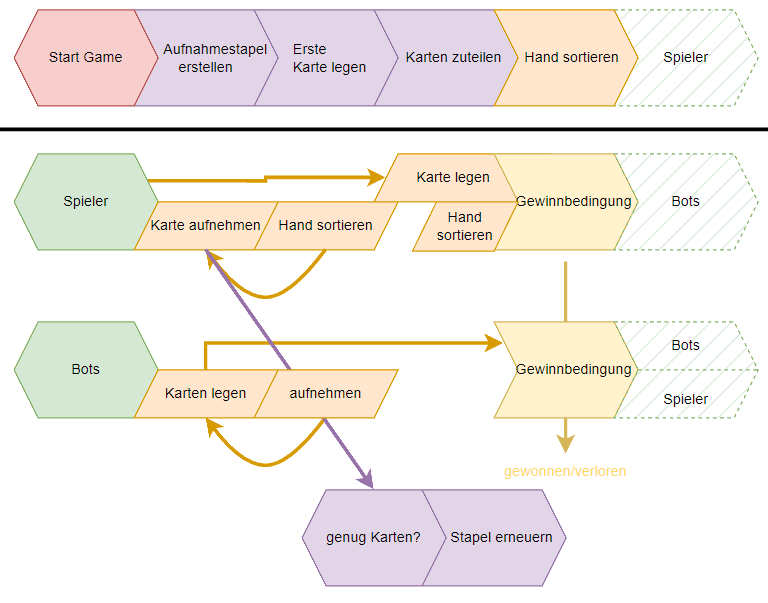 Start Game
Aufnahmestapel
erstellen
Erste
Karte legen
Karten zuteilen
Hand sortieren
Spieler
Spieler
Karte legen
Karte aufnehmen
Hand sortieren
Hand
sortieren
Gewinnbedingung
Bots
Bots
Karten legen
aufnehmen
Gewinnbedingung
Bots
Spieler
gewonnen/verloren
genug Karten?
Stapel erneuern